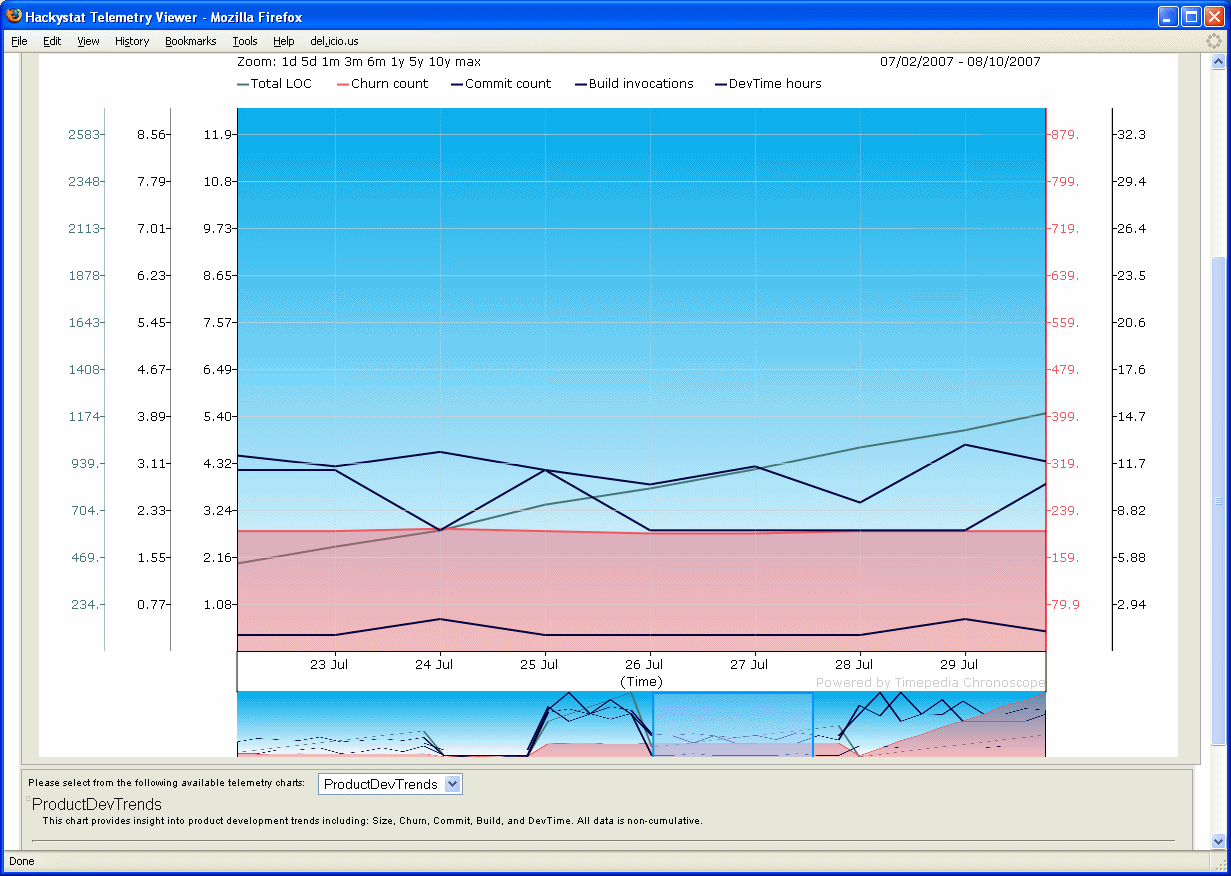 Hackystat Telemetry Viewer - Mozilla Firefox
File Edit View History Bookmarks Tools Help del.icio.us
Zoom: 1d 5d 1m 3m 6m 1y 5y 10y max 07/02/2007 - 08/10/2007
Total LOC Churn count Commit count Build invocations DevTime hours
2583 8.56 11.9 879. 32.3
2348 7.79 10.8 799. 29.4
2113 7.01 9.73 719. 26.4
1878 6.23 8.65 639. 23.5
1643 5.45 7.57 559. 20.6
1408 4.67 6.49 479. 17.6
1174 3.89 5.40 399. 14.7
939. 3.11 4.32 319. 11.7
704. 2.33 3.24 239. 8.82
469. 1.55 2.16 159. 5.88
234. 0.77 1.08 79.9 2.94
23 Jul 24 Jul 25 Jul 26 Jul 27 Jul 28 Jul 29 Jul
(Time)
Powered by Timepedia Chronoscope
Please select from the following available telemetry charts: ProductDevTrends
ProductDevTrends
This chart provides insight into product development trends including: Size, Churn, Commit, Build, and DevTime. All data is non-cumulative.
Done